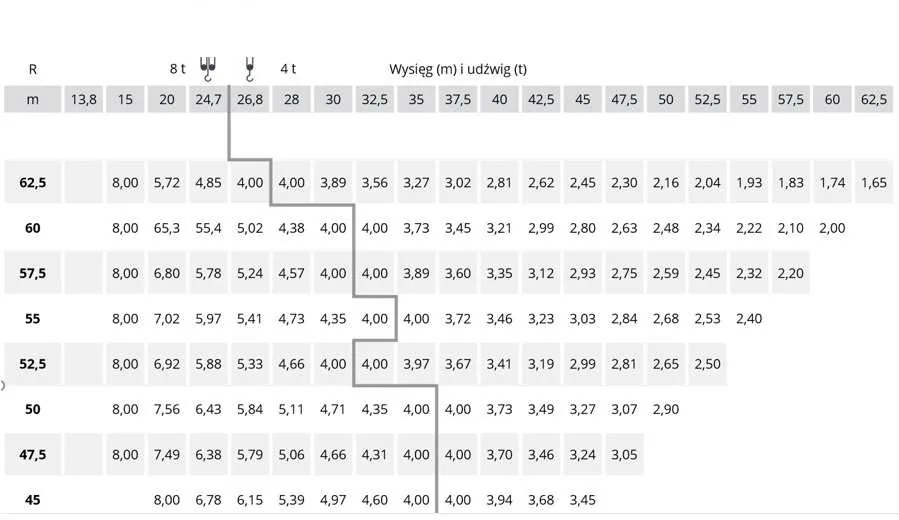 R 8 t 4 t Wysięg (m) i udźwig (t)
m 13,8 15 20 24,7 26,8 28 30 32,5 35 37,5 40 42,5 45 47,5 50 52,5 55 57,5 60 62,5
62,5 8,00 5,72 4,85 4,00 4,00 3,89 3,56 3,27 3,02 2,81 2,62 2,45 2,30 2,16 2,04 1,93 1,83 1,74 1,65
60 8,00 65,3 55,4 5,02 4,38 4,00 4,00 3,73 3,45 3,21 2,99 2,80 2,63 2,48 2,34 2,22 2,10 2,00
57,5 8,00 6,80 5,78 5,24 4,57 4,00 4,00 3,89 3,60 3,35 3,12 2,93 2,75 2,59 2,45 2,32 2,20
55 8,00 7,02 5,97 5,41 4,73 4,35 4,00 4,00 3,72 3,46 3,23 3,03 2,84 2,68 2,53 2,40
52,5 8,00 6,92 5,88 5,33 4,66 4,00 4,00 3,97 3,67 3,41 3,19 2,99 2,81 2,65 2,50
50 8,00 7,56 6,43 5,84 5,11 4,71 4,35 4,00 4,00 3,73 3,49 3,27 3,07 2,90
47,5 8,00 7,49 6,38 5,79 5,06 4,66 4,31 4,00 4,00 3,70 3,46 3,24 3,05
45 8,00 6,78 6,15 5,39 4,97 4,60 4,00 4,00 3,94 3,68 3,45